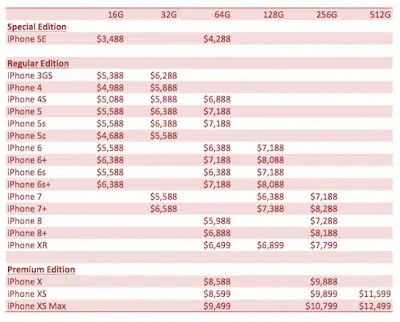 16G 32G 64G 128G 256G 512G
Special Edition
iPhone SE $3,488 $4,288
Regular Edition
iPhone 3GS $5,388 $6,288
iPhone 4 $4,988 $5,888
iPhone 4S $5,088 $5,888 $6,888
iPhone 5 $5,588 $6,388 $7,188
iPhone 5s $5,588 $6,388 $7,188
iPhone 5c $4,688 $5,588
iPhone 6 $5,588 $6,388 $7,188
iPhone 6+ $6,388 $7,188 $8,088
iPhone 6s $5,588 $6,388 $7,188
iPhone 6s+ $6,388 $7,188 $8,088
iPhone 7 $5,588 $6,388 $7,188
iPhone 7+ $6,588 $7,388 $8,288
iPhone 8 $5,988 $7,288
iPhone 8+ $6,888 $8,188
iPhone XR $6,499 $6,899 $7,799
Premium Edition
iPhone X $8,588 $9,888
iPhone XS $8,599 $9,899 $11,599
iPhone XS Max $9,499 $10,799 $12,499